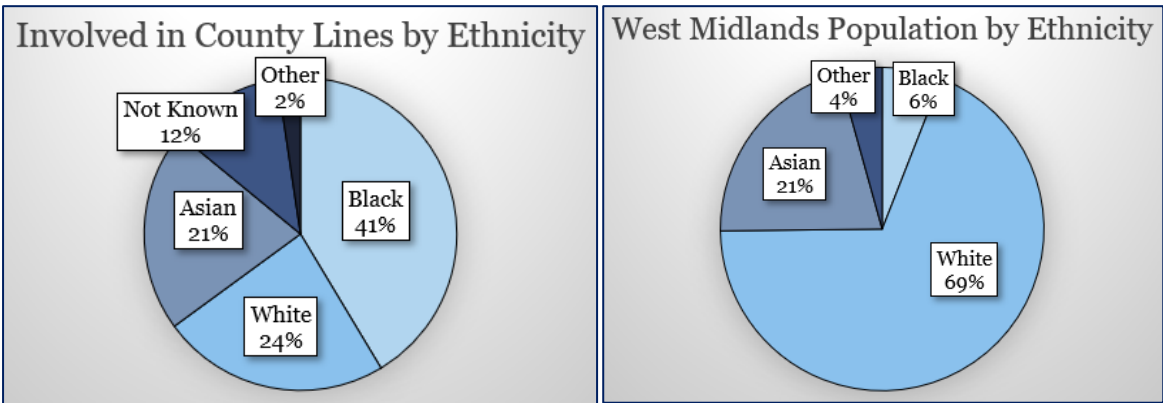 Involved in County Lines by Ethnicity
Other
2%
Not Known
12%
Black
41%
Asian
21%
White
24%
West Midlands Population by Ethnicity
Other
4%
Black
6%
Asian
21%
White
69%